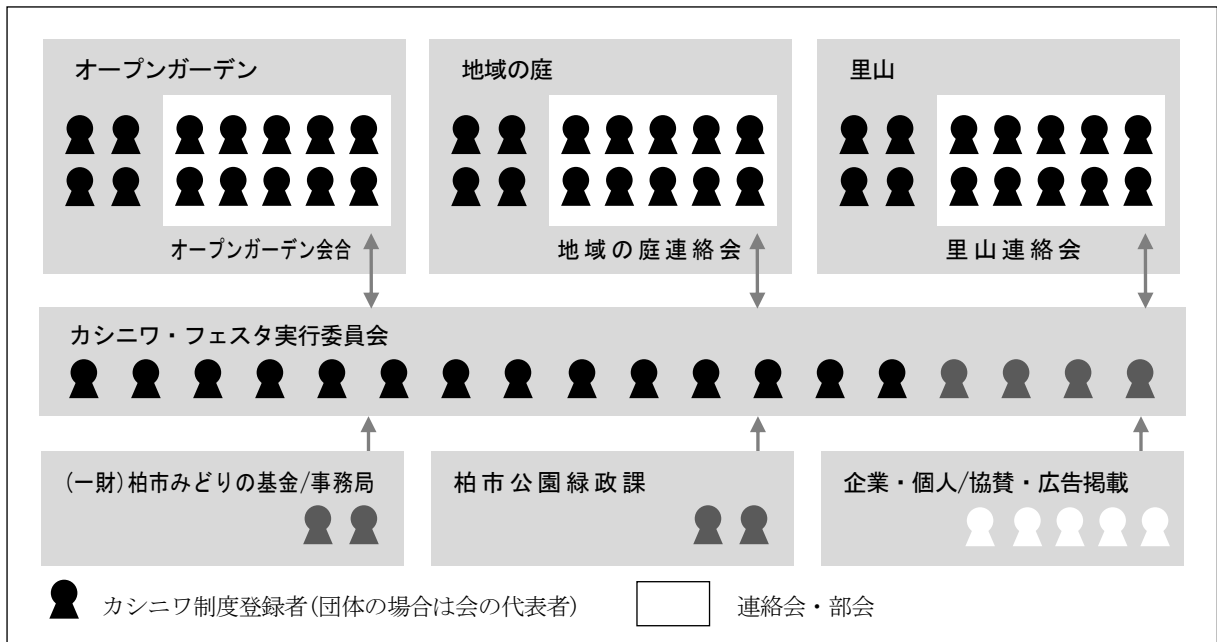 オープンガーデン
地域の庭
里山
オープンガーデン会合
地域の庭連絡会
里山連絡会
カシニワ・フェスタ実行委員会
(一財)柏市みどりの基金/事務局
柏市公園緑政課
企業・個人/協賛・広告掲載
カシニワ制度登録者(団体の場合は会の代表者)
連絡会・部会